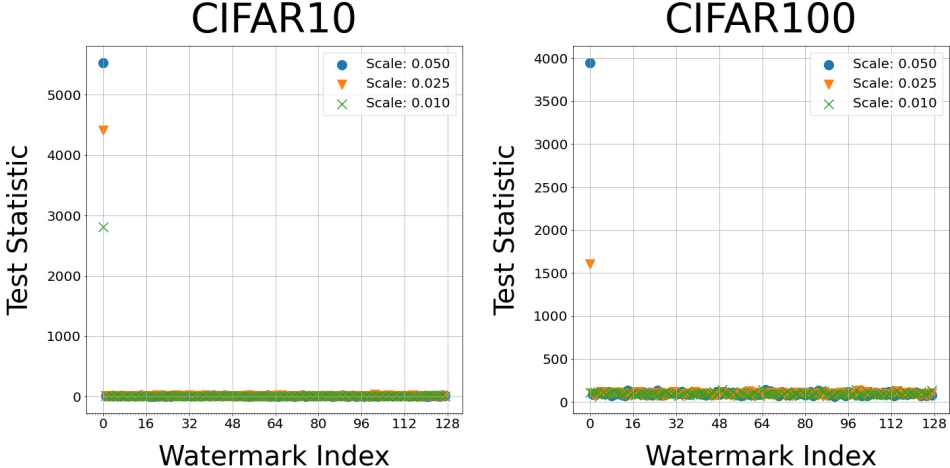 CIFAR10
Scale: 0.050
Scale: 0.025
Scale: 0.010
5000
4000
3000
2000
1000
0
Test Statistic
0 16 32 48 64 80 96 112 128
Watermark Index
CIFAR100
Scale: 0.050
Scale: 0.025
Scale: 0.010
4000
3500
3000
2500
2000
1500
1000
500
0
Test Statistic
0 16 32 48 64 80 96 112 128
Watermark Index